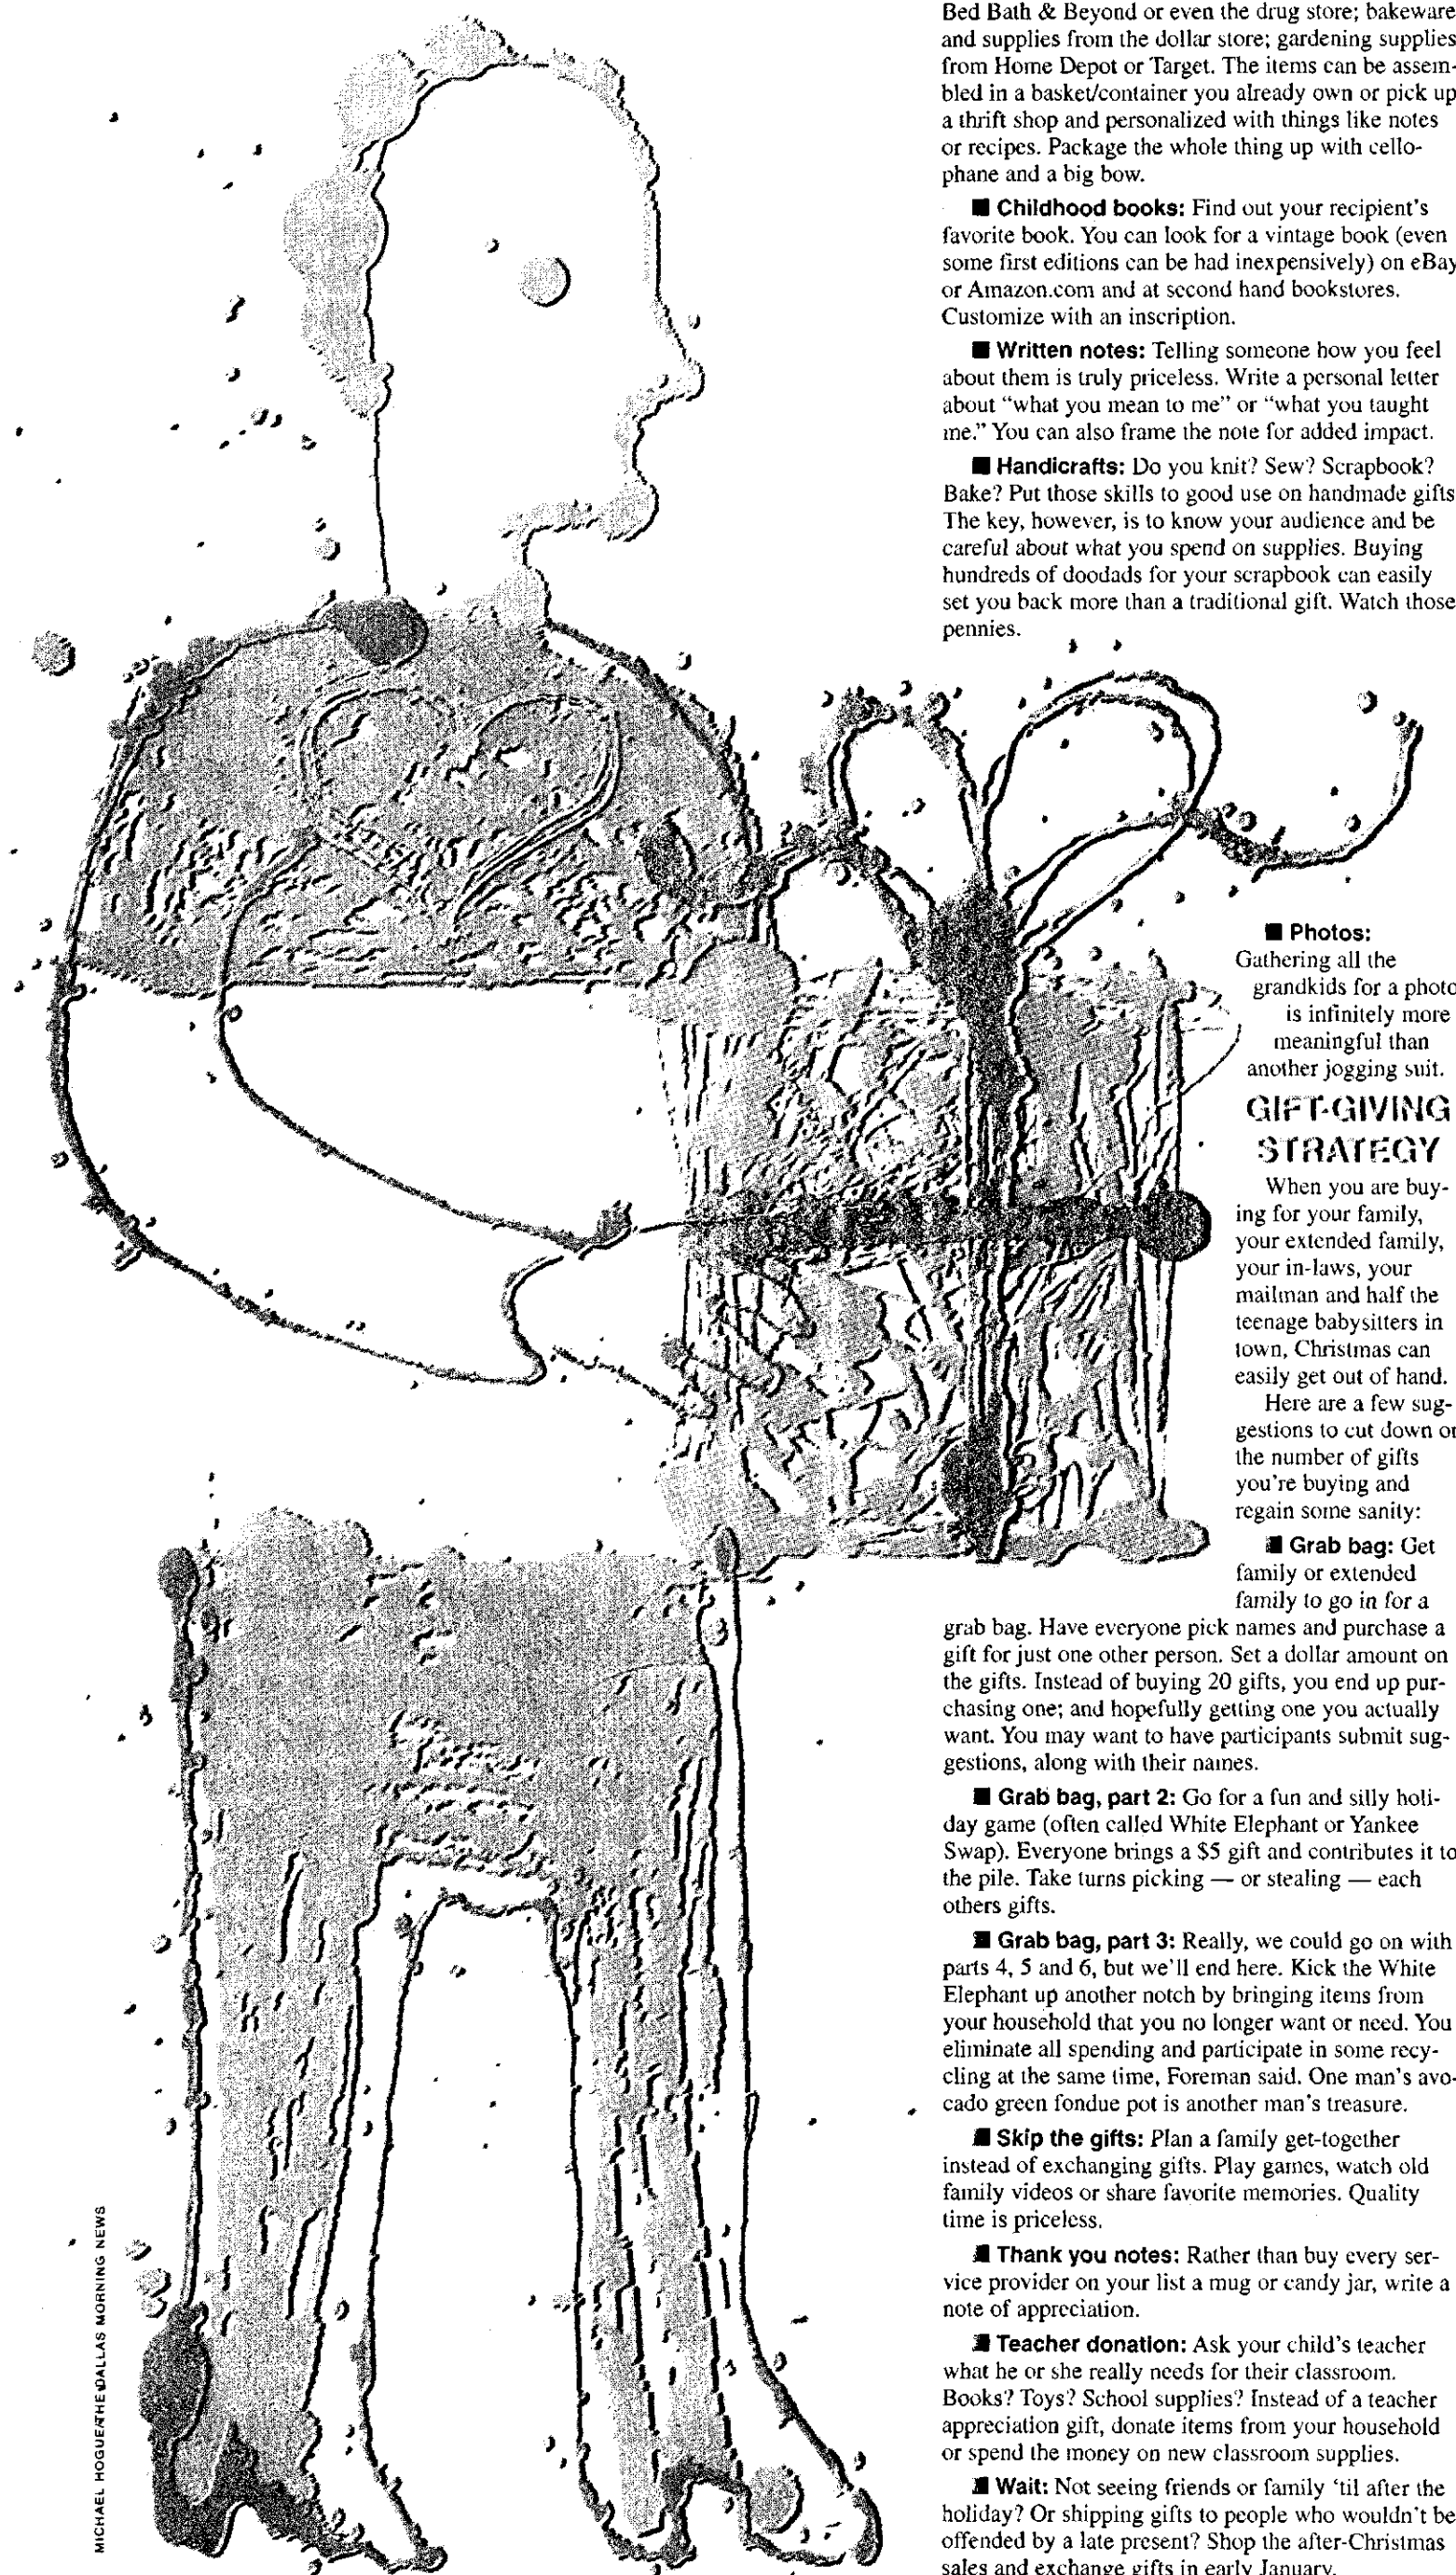 Bed Bath & Beyond or even the drug store; bakeware
and supplies from the dollar store; gardening supplies
from Home Depot or Target. The items can be assem-
bled in a basket/container you already own or pick up
a thrift shop and personalized with things like notes
or recipes. Package the whole thing up with cello-
phane and a big bow.
■ Childhood books: Find out your recipient's
favorite book. You can look for a vintage book (even
some first editions can be had inexpensively) on eBay
or Amazon.com and at second hand bookstores.
Customize with an inscription.
■ Written notes: Telling someone how you feel
about them is truly priceless. Write a personal letter
about “what you mean to me” or “what you taught
me.” You can also frame the note for added impact.
■ Handicrafts: Do you knit? Sew? Scrapbook?
Bake? Put those skills to good use on handmade gifts
The key, however, is to know your audience and be
careful about what you spend on supplies. Buying
hundreds of doodads for your scrapbook can easily
set you back more than a traditional gift. Watch those
pennies.
■ Photos:
Gathering all the
grandkids for a photo
is infinitely more
meaningful than
another jogging suit.
GIFT-GIVING
STRATEGY
When you are buy-
ing for your family,
your extended family,
your in-laws, your
mailman and half the
teenage babysitters in
town, Christmas can
easily get out of hand.
Here are a few sug-
gestions to cut down on
the number of gifts
you're buying and
regain some sanity:
■ Grab bag: Get
family or extended
family to go in for a
grab bag. Have everyone pick names and purchase a
gift for just one other person. Set a dollar amount on
the gifts. Instead of buying 20 gifts, you end up pur-
chasing one; and hopefully getting one you actually
want. You may want to have participants submit sug-
gestions, along with their names.
■ Grab bag, part 2: Go for a fun and silly holi-
day game (often called White Elephant or Yankee
Swap). Everyone brings a $5 gift and contributes it to
the pile. Take turns picking — or stealing — each
others gifts.
■ Grab bag, part 3: Really, we could go on with
parts 4, 5 and 6, but we'll end here. Kick the White
Elephant up another notch by bringing items from
your household that you no longer want or need. You
eliminate all spending and participate in some recy-
cling at the same time, Foreman said. One man's avo-
cado green fondue pot is another man's treasure.
■ Skip the gifts: Plan a family get-together
instead of exchanging gifts. Play games, watch old
family videos or share favorite memories. Quality
time is priceless.
■ Thank you notes: Rather than buy every ser-
vice provider on your list a mug or candy jar, write a
note of appreciation.
■ Teacher donation: Ask your child's teacher
what he or she really needs for their classroom.
Books? Toys? School supplies? Instead of a teacher
appreciation gift, donate items from your household
or spend the money on new classroom supplies.
■ Wait: Not seeing friends or family ‘til after the
holiday? Or shipping gifts to people who wouldn't be
offended by a late present? Shop the after-Christmas
sales and exchange gifts in early January.
MICHAEL HOGUE/THE DALLAS MORNING NEWS